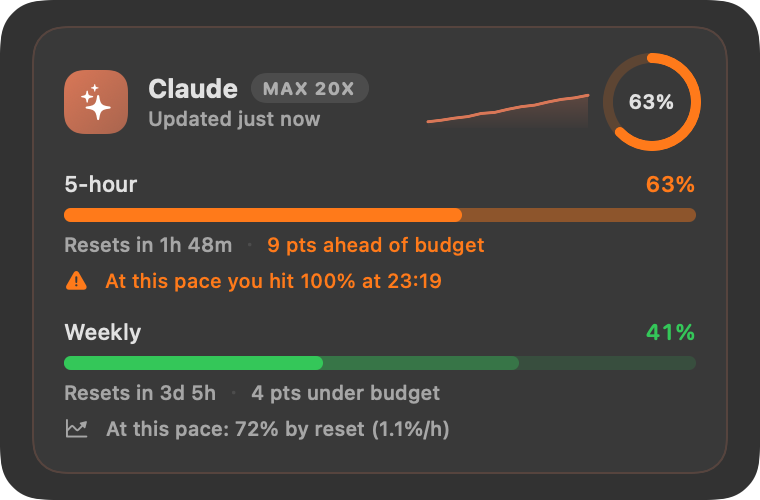 Claude MAX 20X
Updated just now
63%
5-hour 63%
Resets in 1h 48m · 9 pts ahead of budget
At this pace you hit 100% at 23:19
Weekly 41%
Resets in 3d 5h · 4 pts under budget
At this pace: 72% by reset (1.1%/h)